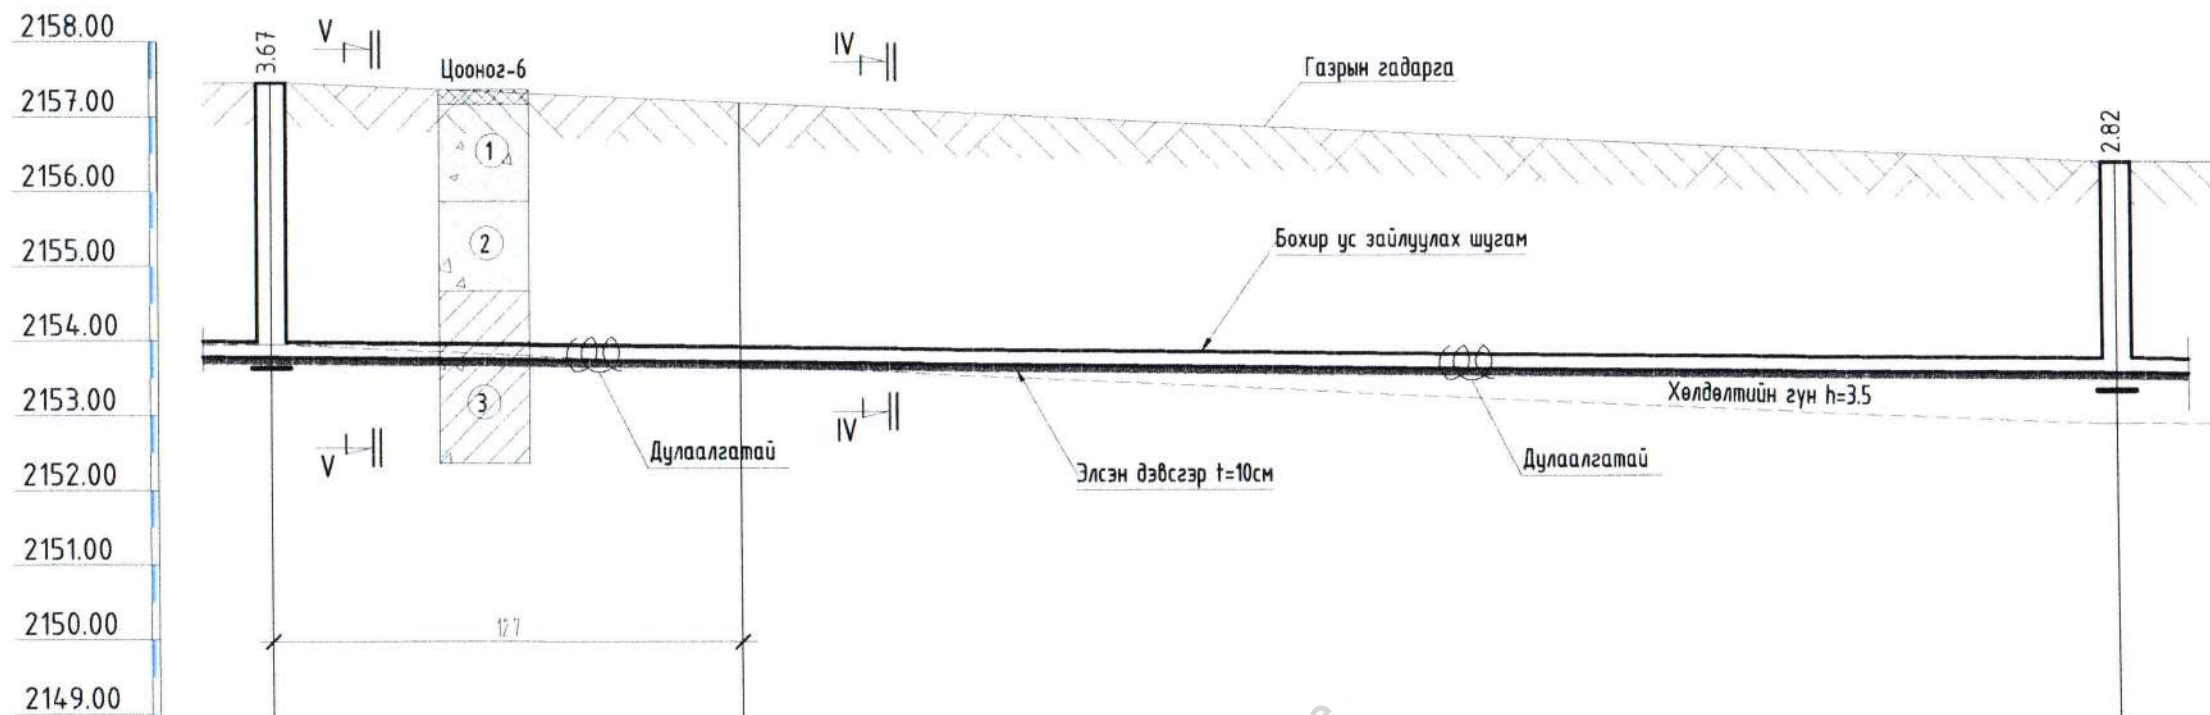 2158.00
2157.00
2156.00
2155.00
2154.00
2153.00
2152.00
2151.00
2150.00
2149.00
3.67
V
Цооног-6
IV
Газрын гадарга
2.82
1
2
3
Бохир ус зайлуулах шугам
Хөлдөлтийн гүн h=3.5
V
IV
Дулаалгатай
Элсэн дэвсгэр t=10см
Дулаалгатай
12.7